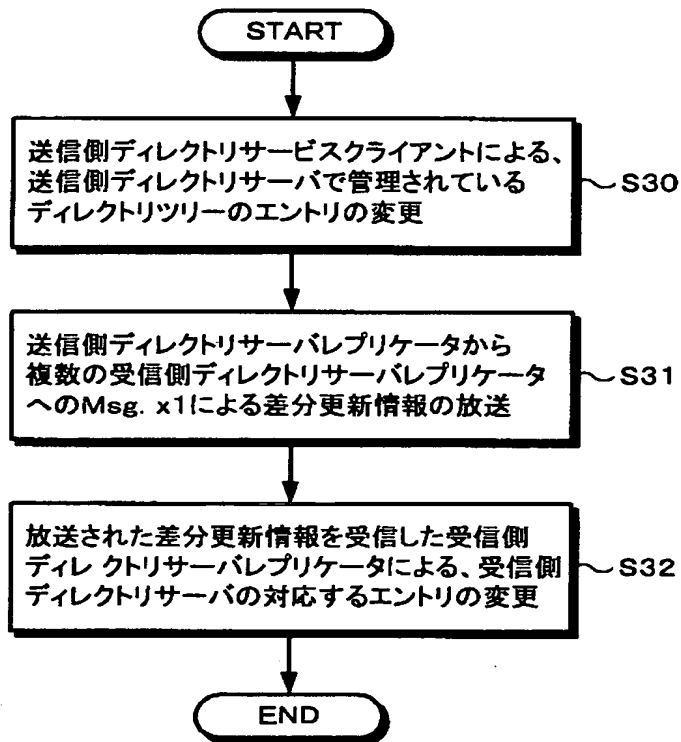 START
送信側ディレクトリサービスクライアントによる、
送信側ディレクトリサーバで管理されている
ディレクトリツリーのエントリの変更
S30
送信側ディレクトリサーバレプリケータから
複数の受信側ディレクトリサーバレプリケータ
へのMsg. x1による差分更新情報の放送
S31
放送された差分更新情報を受信した受信側
ディレ クトリサーバレプリケータによる、受信側
ディレクトリサーバの対応するエントリの変更
S32
END